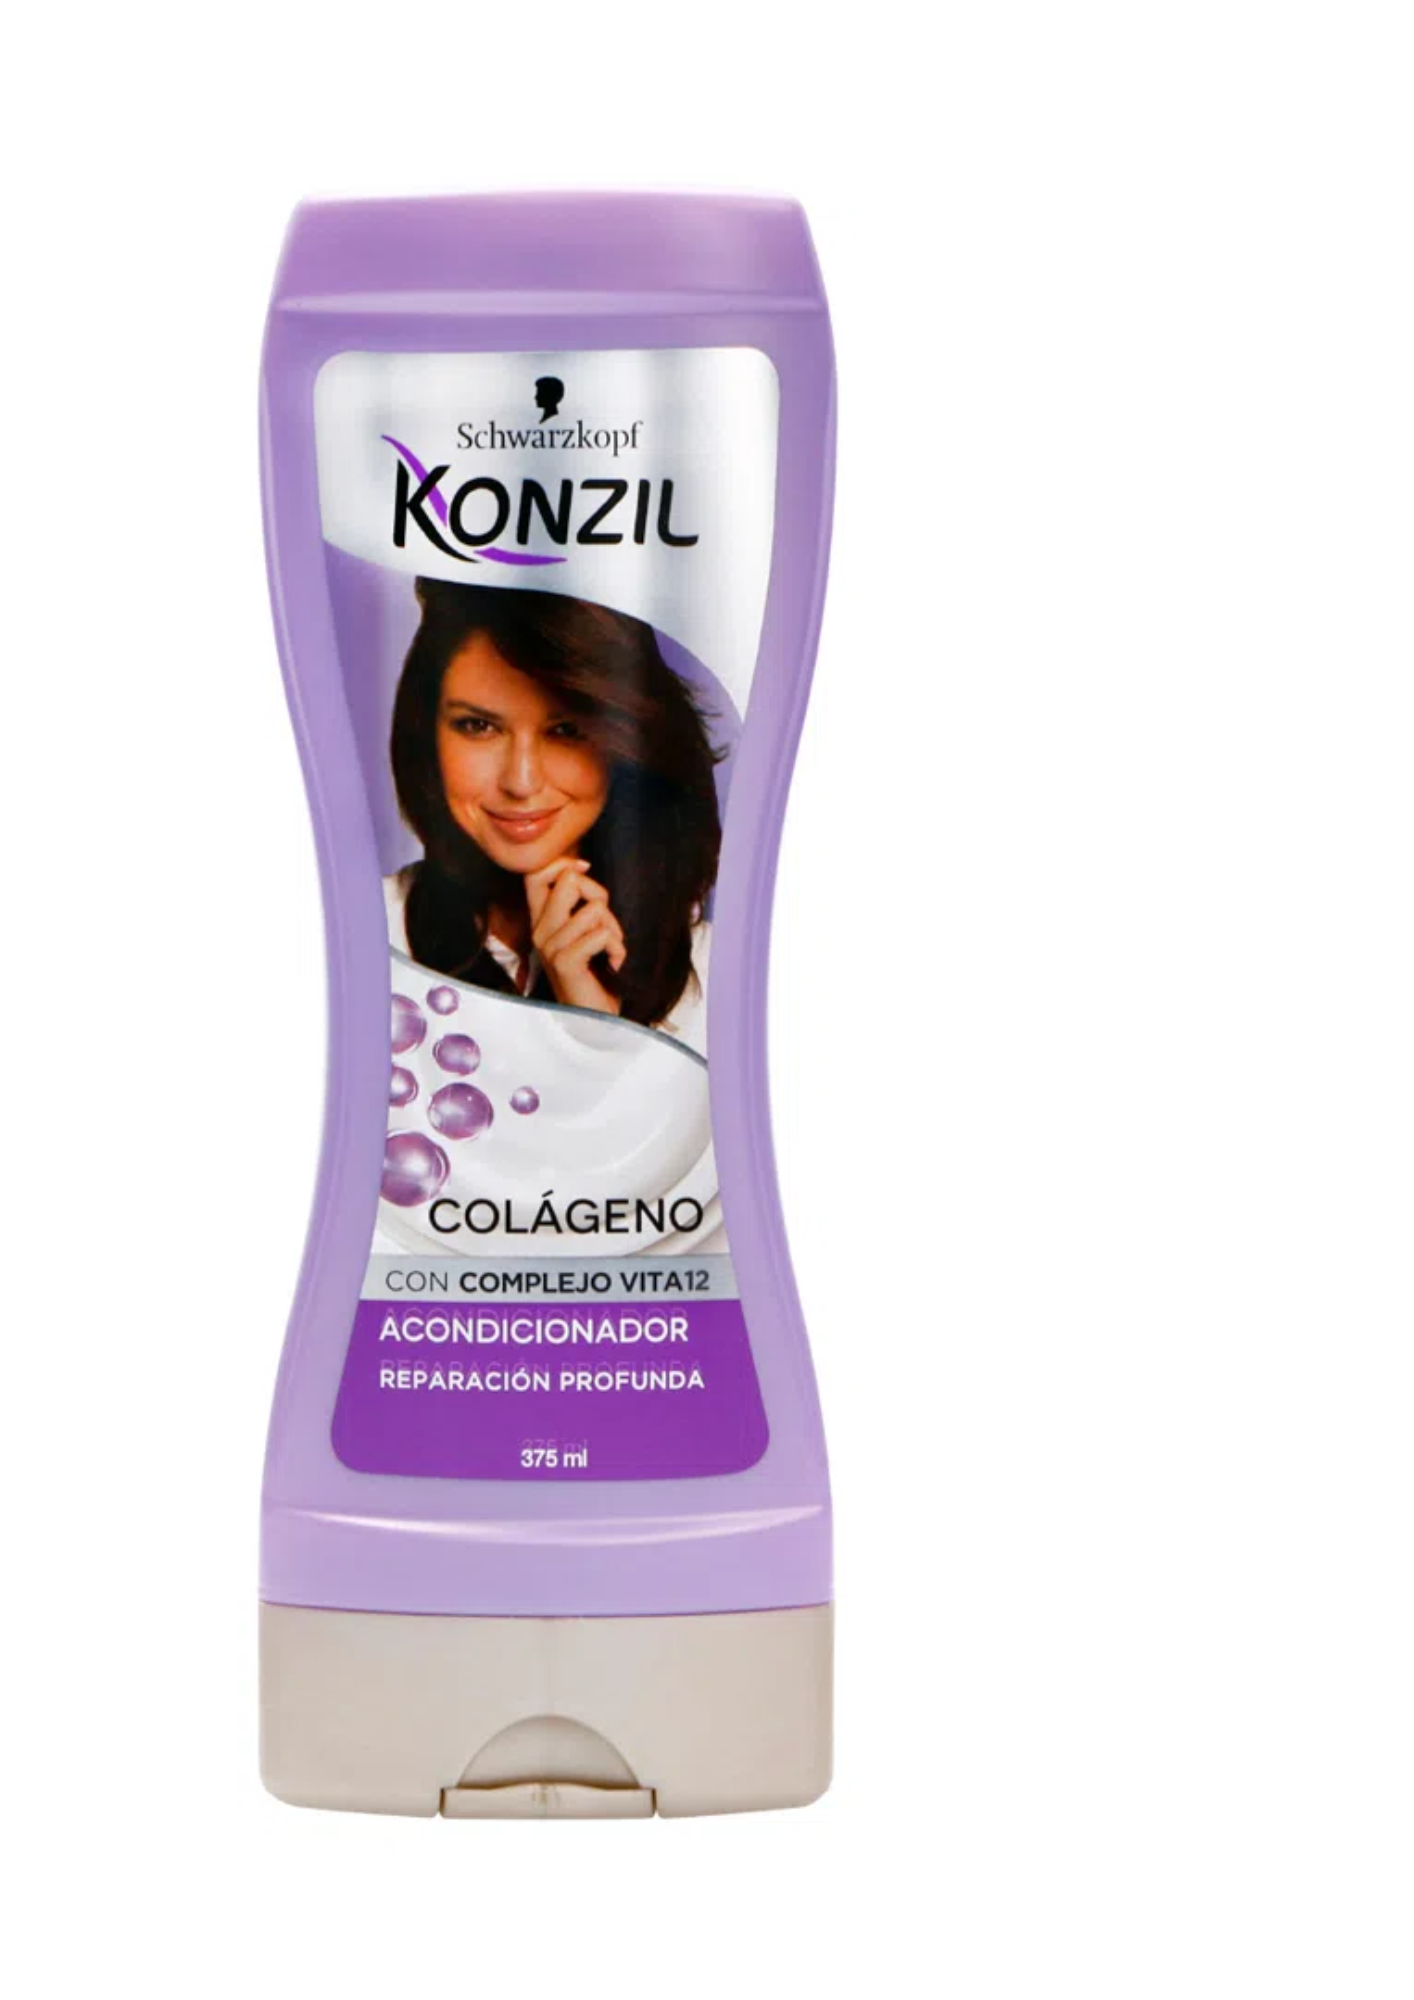 Schwarzkopf
KONZIL
COLÁGENO
CON COMPLEJO VITA12
ACONDICIONADOR
REPARACIÓN PROFUNDA
375 ml